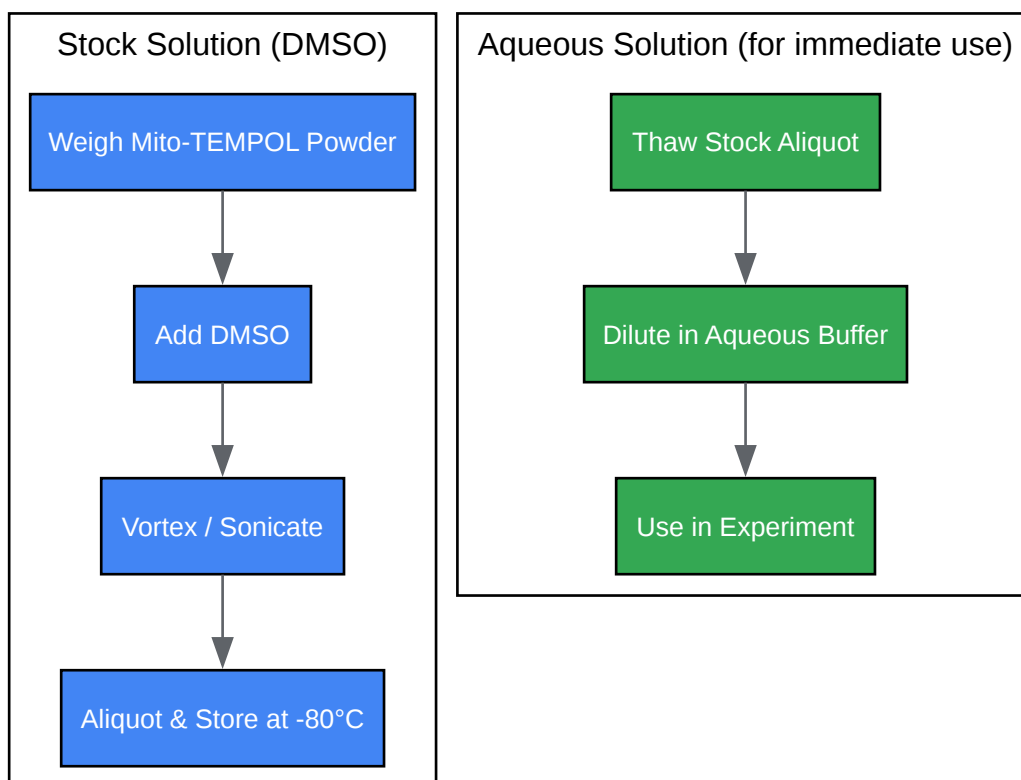 Stock Solution (DMSO)
Weigh Mito-TEMPOL Powder
Add DMSO
Vortex / Sonicate
Aliquot & Store at -80°C
Aqueous Solution (for immediate use)
Thaw Stock Aliquot
Dilute in Aqueous Buffer
Use in Experiment